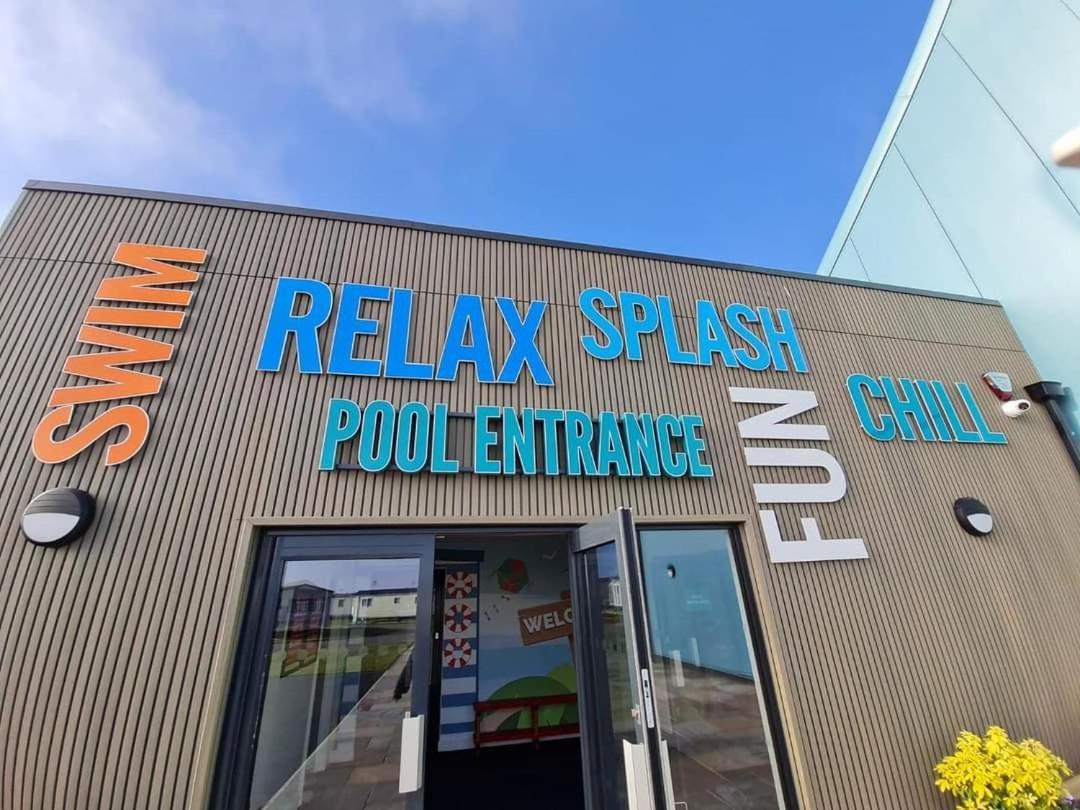 SWIM
RELAX
SPLASH
POOL ENTRANCE
FUN
CHILL